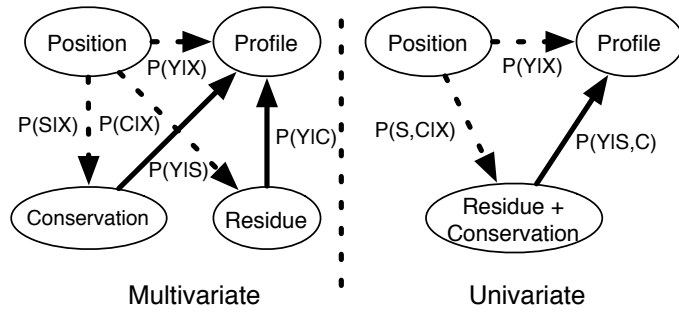 Position
Profile
P(Y|X)
P(S|X)
P(C|X)
P(Y|S)
P(Y|C)
Conservation
Residue
Multivariate
Position
Profile
P(Y|X)
P(S,C|X)
P(Y|S,C)
Residue +
Conservation
Univariate